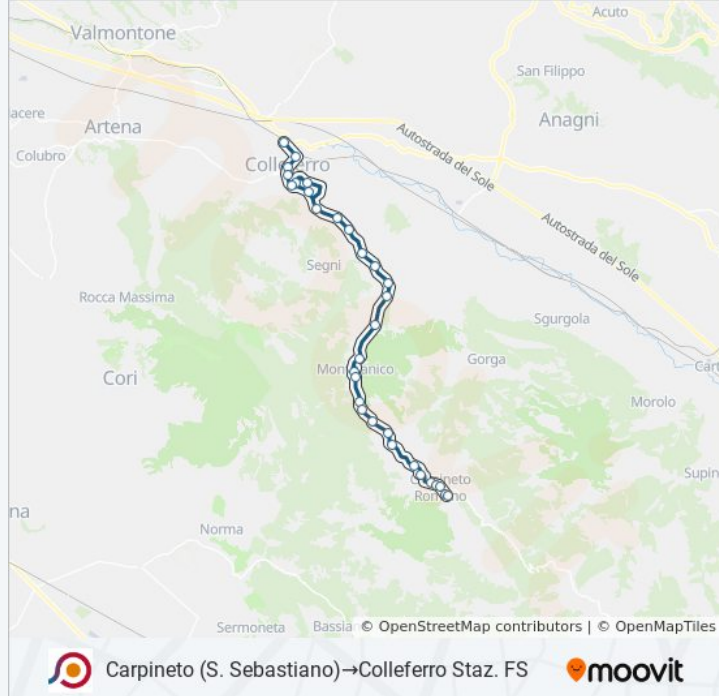 Acuto
Valmontone
San Filippo
acere
Artena
Anagni
Colubro
Autostrada del Sole
Colleferro
Autostrada del Sole
Segni
Rocca Massima
Sgurgola
Gorga
Cart
Montelanico
Cori
Morolo
Supin
Carpineto
Romano
na
Norma
Sermoneta
Bassian
© OpenStreetMap contributors | © OpenMapTiles
Carpineto (S. Sebastiano)→Colleferro Staz. FS
moovit